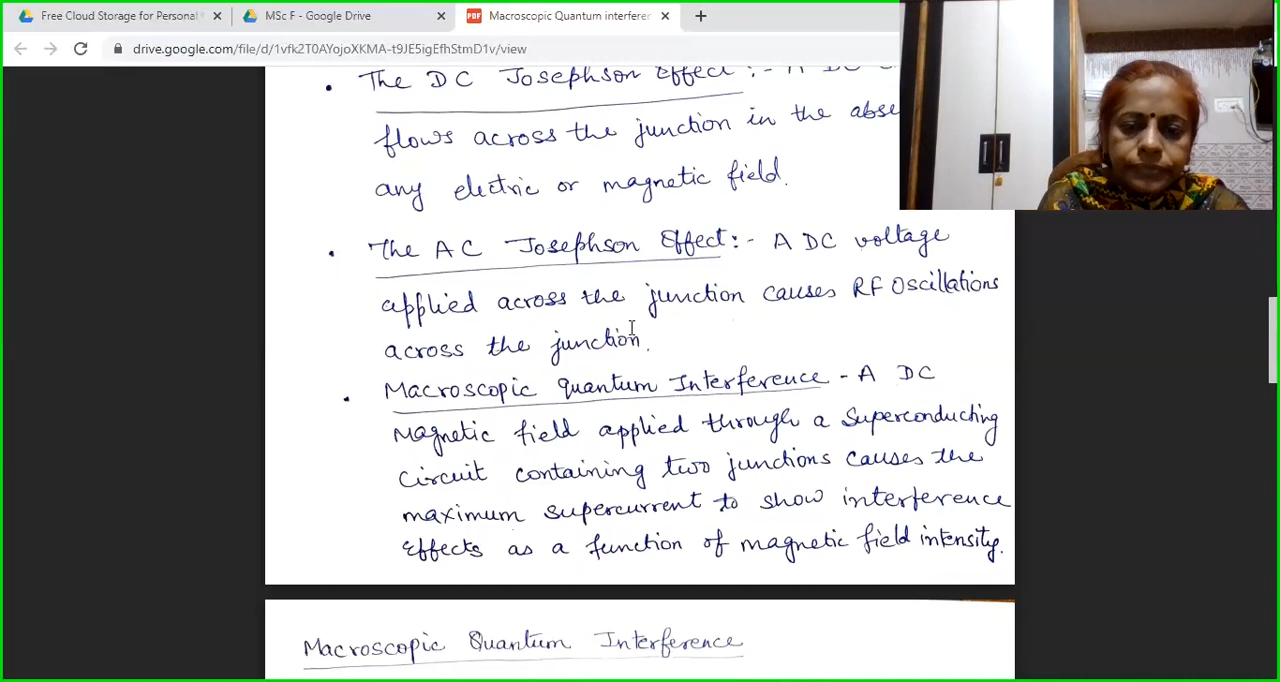 Free Cloud Storage for Personal
MSc F - Google Drive
PDF
Macroscopic Quantum interferen
drive.google.com/file/d/1vfk2T0AYojoXKMA-t9JE5igEfhStmD1v/view
The DC Josephson Effect :- A DC
flows across the junction in the abse
any electric or magnetic field.
The AC Josephson Effect:- A DC voltage
applied across the junction causes RF Oscillations
across the junction.
Macroscopic Quantum Interference - A DC
Magnetic field applied through a Superconducting
Circuit containing two junctions causes the
maximum supercurrent to show interference
Effects as a function of magnetic field intensity.
Macroscopic Quantum Interference